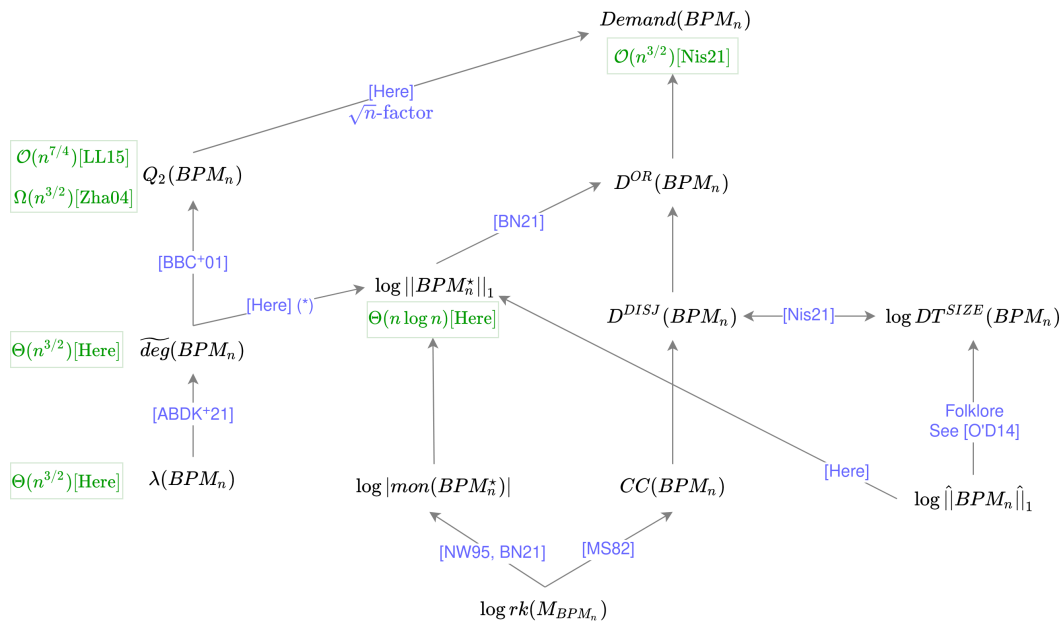 Demand(BPM_n)
𝒪(n^{3/2})[Nis21]
[Here]
√n-factor
𝒪(n^{7/4})[LL15]
Q_2(BPM_n)
Ω(n^{3/2})[Zha04]
D^{OR}(BPM_n)
[BN21]
[BBC^+01]
log ||BPM_n^⋆||_1
[Here] (*)
Θ(n log n)[Here]
D^{DISJ}(BPM_n)
[Nis21]
log DT^{SIZE}(BPM_n)
Θ(n^{3/2})[Here]
\widetilde{deg}(BPM_n)
[ABDK^+21]
Folklore
See [O'D14]
Θ(n^{3/2})[Here]
λ(BPM_n)
log |mon(BPM_n^⋆)|
CC(BPM_n)
[Here]
log \hat{||}BPM_n\hat{||}_1
[NW95, BN21]
[MS82]
log rk(M_{BPM_n})